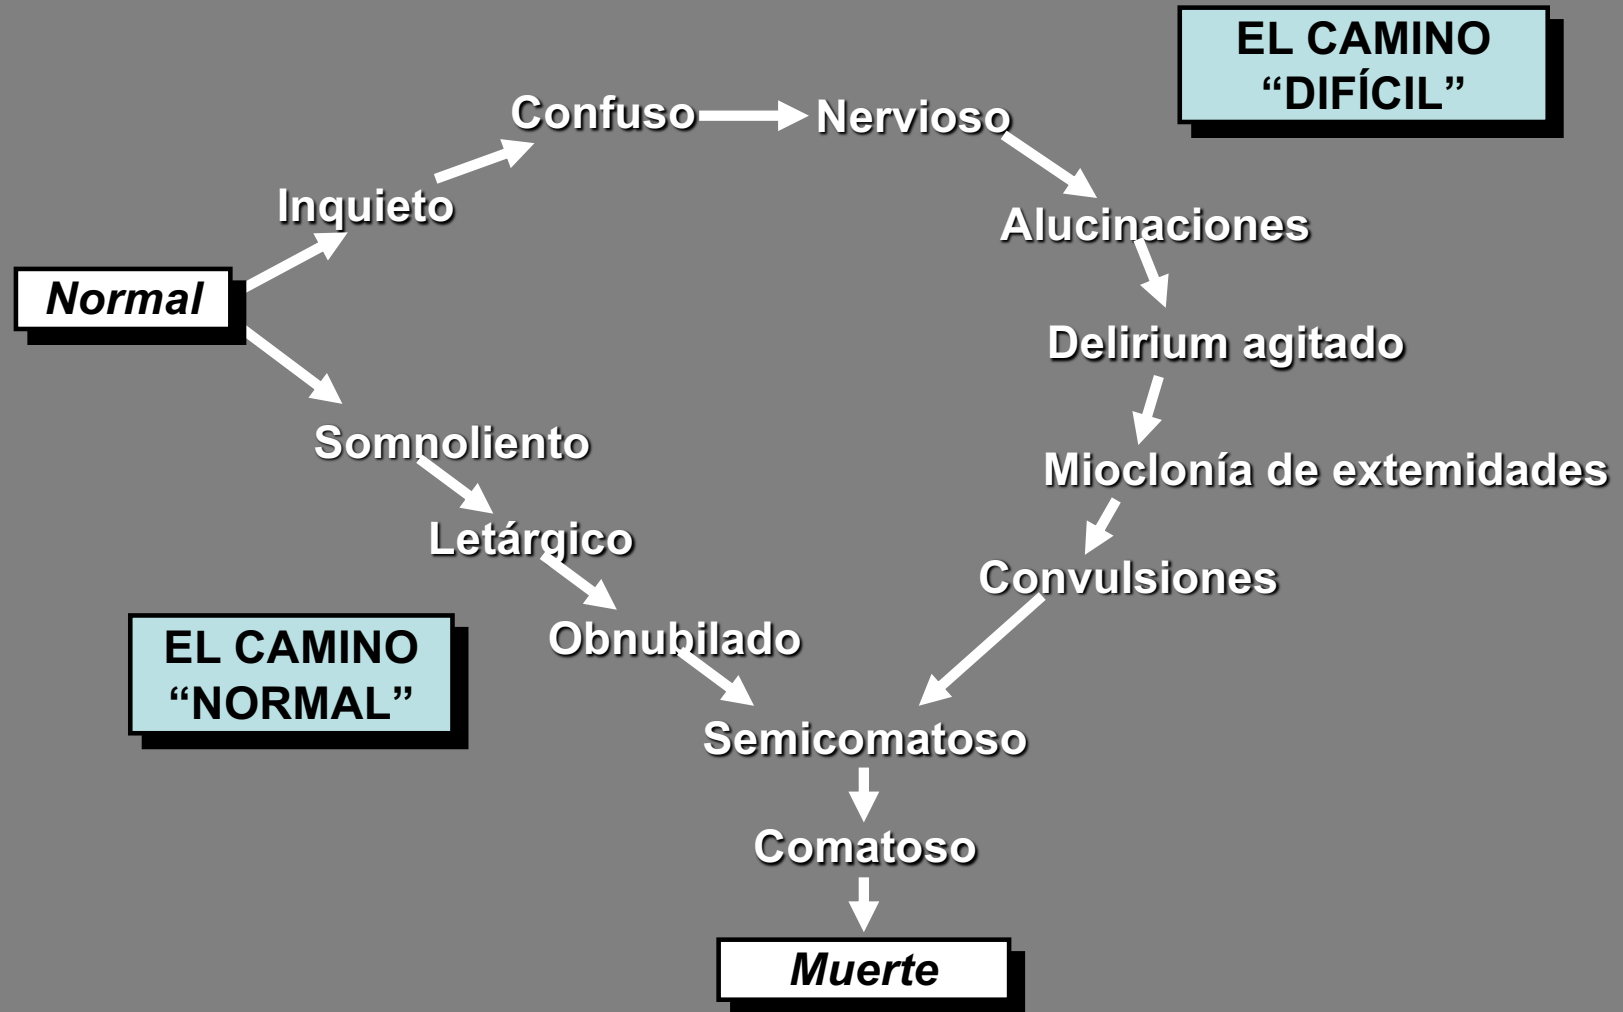 EL CAMINO
“DIFÍCIL”
Confuso
Nervioso
Inquieto
Alucinaciones
Normal
Delirium agitado
Somnoliento
Mioclonía de extemidades
Letárgico
Convulsiones
EL CAMINO
“NORMAL”
Obnubilado
Semicomatoso
Comatoso
Muerte